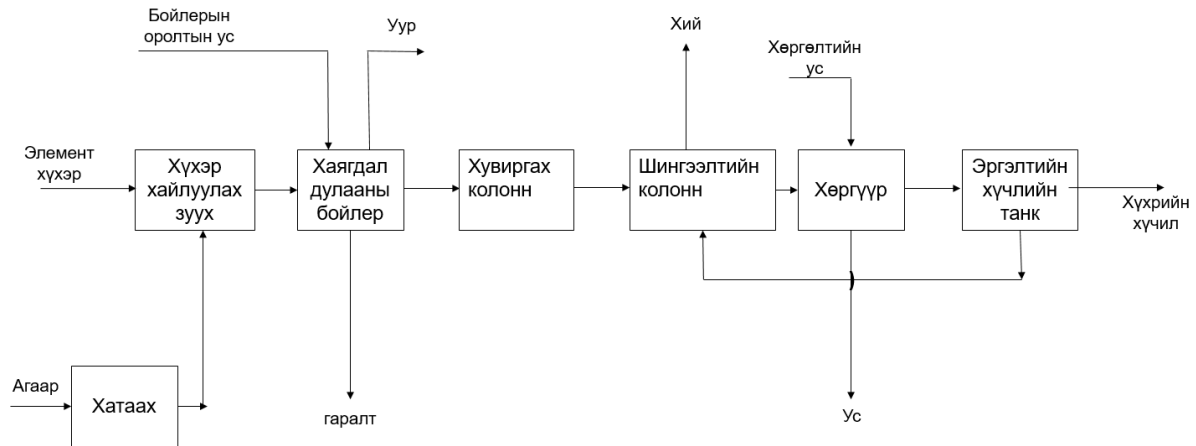 Бойлерын
оролтын ус
Уур
Хий
Хөргөлтийн
ус
Элемент
хүхэр
Хүхэр
хайлуулах
зуух
Хаягдал
дулааны
бойлер
Хувиргах
колонн
Шингээлтийн
колонн
Хөргүүр
Эргэлтийн
хүчлийн
танк
Хүхрийн
хүчил
Агаар
Хатаах
гаралт
Ус